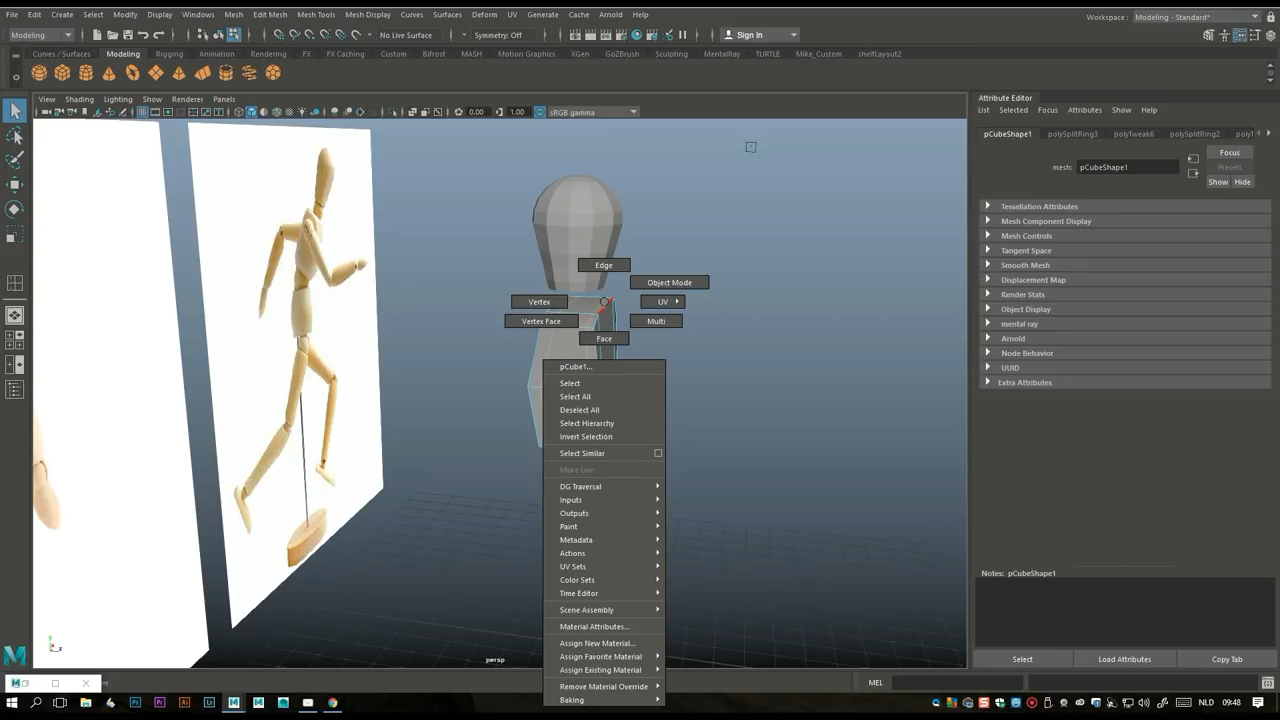 File Edit Create Select Modify Display Windows Mesh Edit Mesh Mesh Tools Mesh Display Curves Surfaces Deform UV Generate Cache Arnold Help
Workspace : Modeling - Standard*
Modeling No Live Surface Symmetry: Off Sign In
Curves / Surfaces Modeling Rigging Animation Rendering FX FX Caching Custom Bifrost MASH Motion Graphics XGen GoZBrush MentalRay TURTLE Mike_Custom shelfLayout2
View Shading Lighting Show Renderer Panels
0.00 1.00 sRGB gamma
Attribute Editor
List Selected Focus Attributes Show Help
pCubeShape1 polySplitRing3 polyTweak6 polySplitRing2
Focus
mesh: pCubeShape1
Presets
Show Hide
Tessellation Attributes
Mesh Component Display
Mesh Controls
Tangent Space
Smooth Mesh
Displacement Map
Render Stats
Object Display
mental ray
Arnold
Node Behavior
UUID
Extra Attributes
Notes: pCubeShape1
Select Load Attributes Copy Tab
Edge
Object Mode
Vertex UV
Vertex Face Multi
Face
pCube1...
Select
Select All
Deselect All
Select Hierarchy
Invert Selection
Select Similar
Make Live
DG Traversal
Inputs
Outputs
Paint
Metadata
Actions
UV Sets
Color Sets
Time Editor
Scene Assembly
Material Attributes...
Assign New Material...
Assign Favorite Material
Assign Existing Material
Remove Material Override
Baking
persp
MEL
NLD 09:48